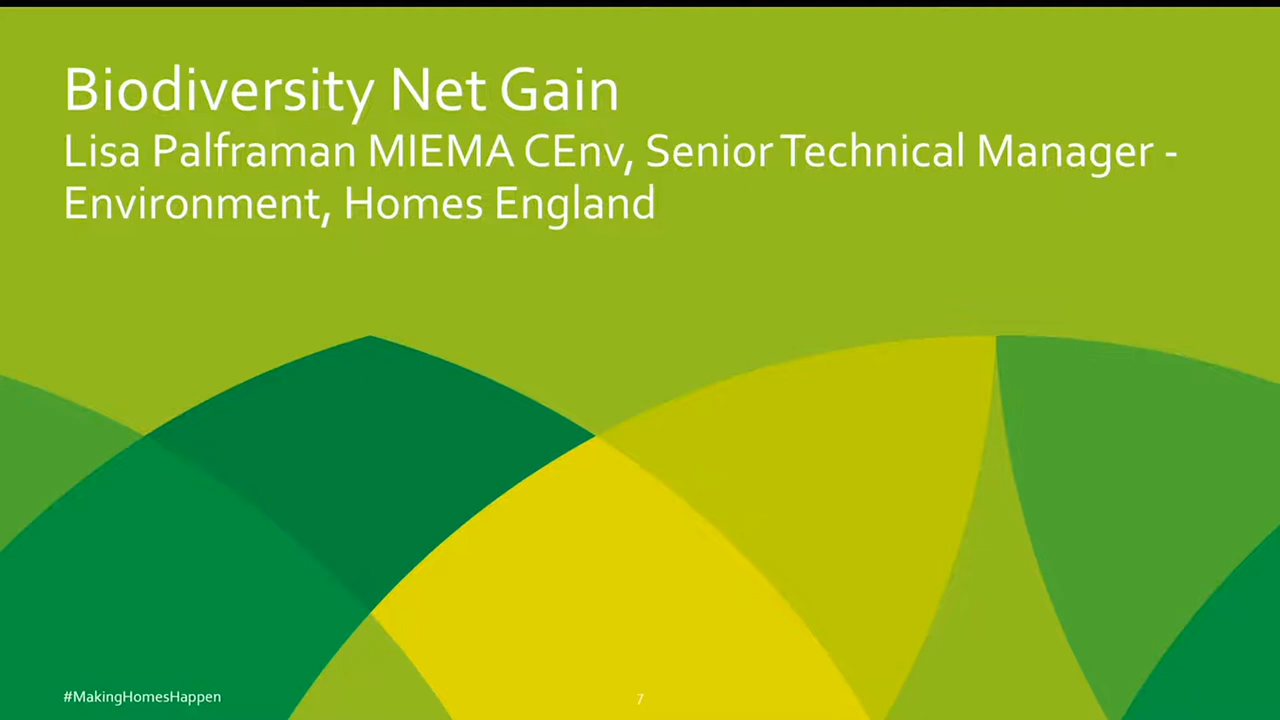 Biodiversity Net Gain
Lisa Palframan MIEMA CEnv, Senior Technical Manager -
Environment, Homes England
#MakingHomesHappen
7